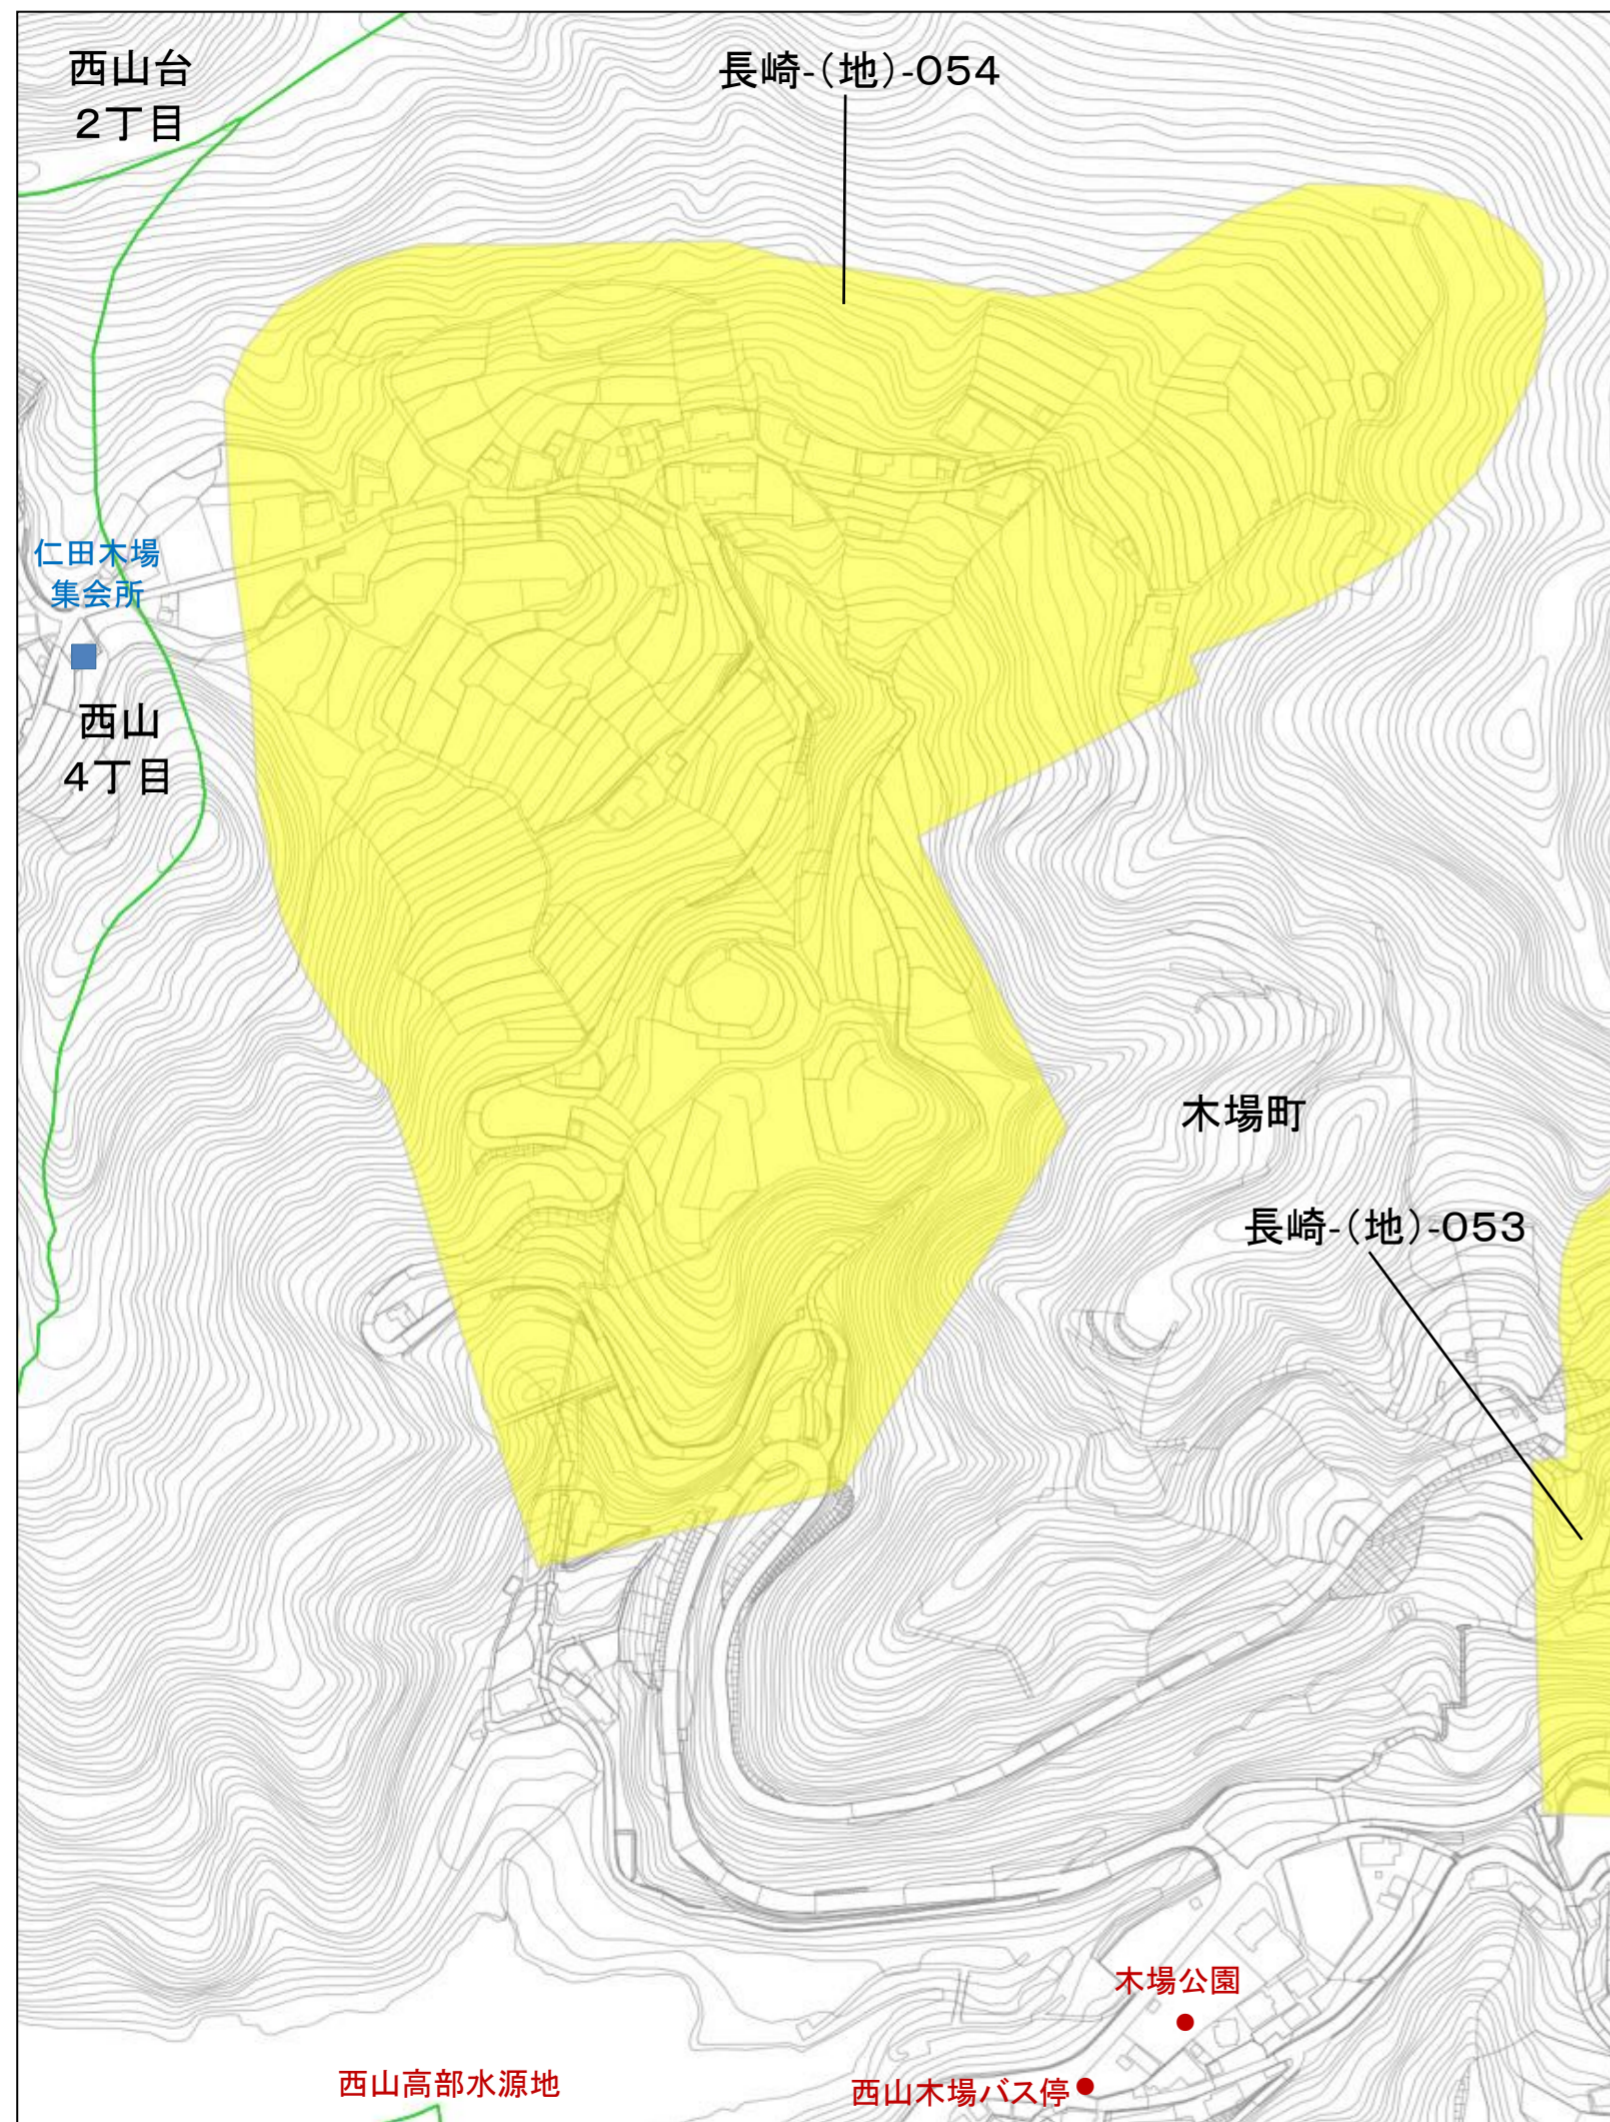 西山台
２丁目
長崎-（地）-０５４
仁田木場
集会所
西山
４丁目
木場町
長崎-（地）-０５３
木場公園
西山高部水源地
西山木場バス停